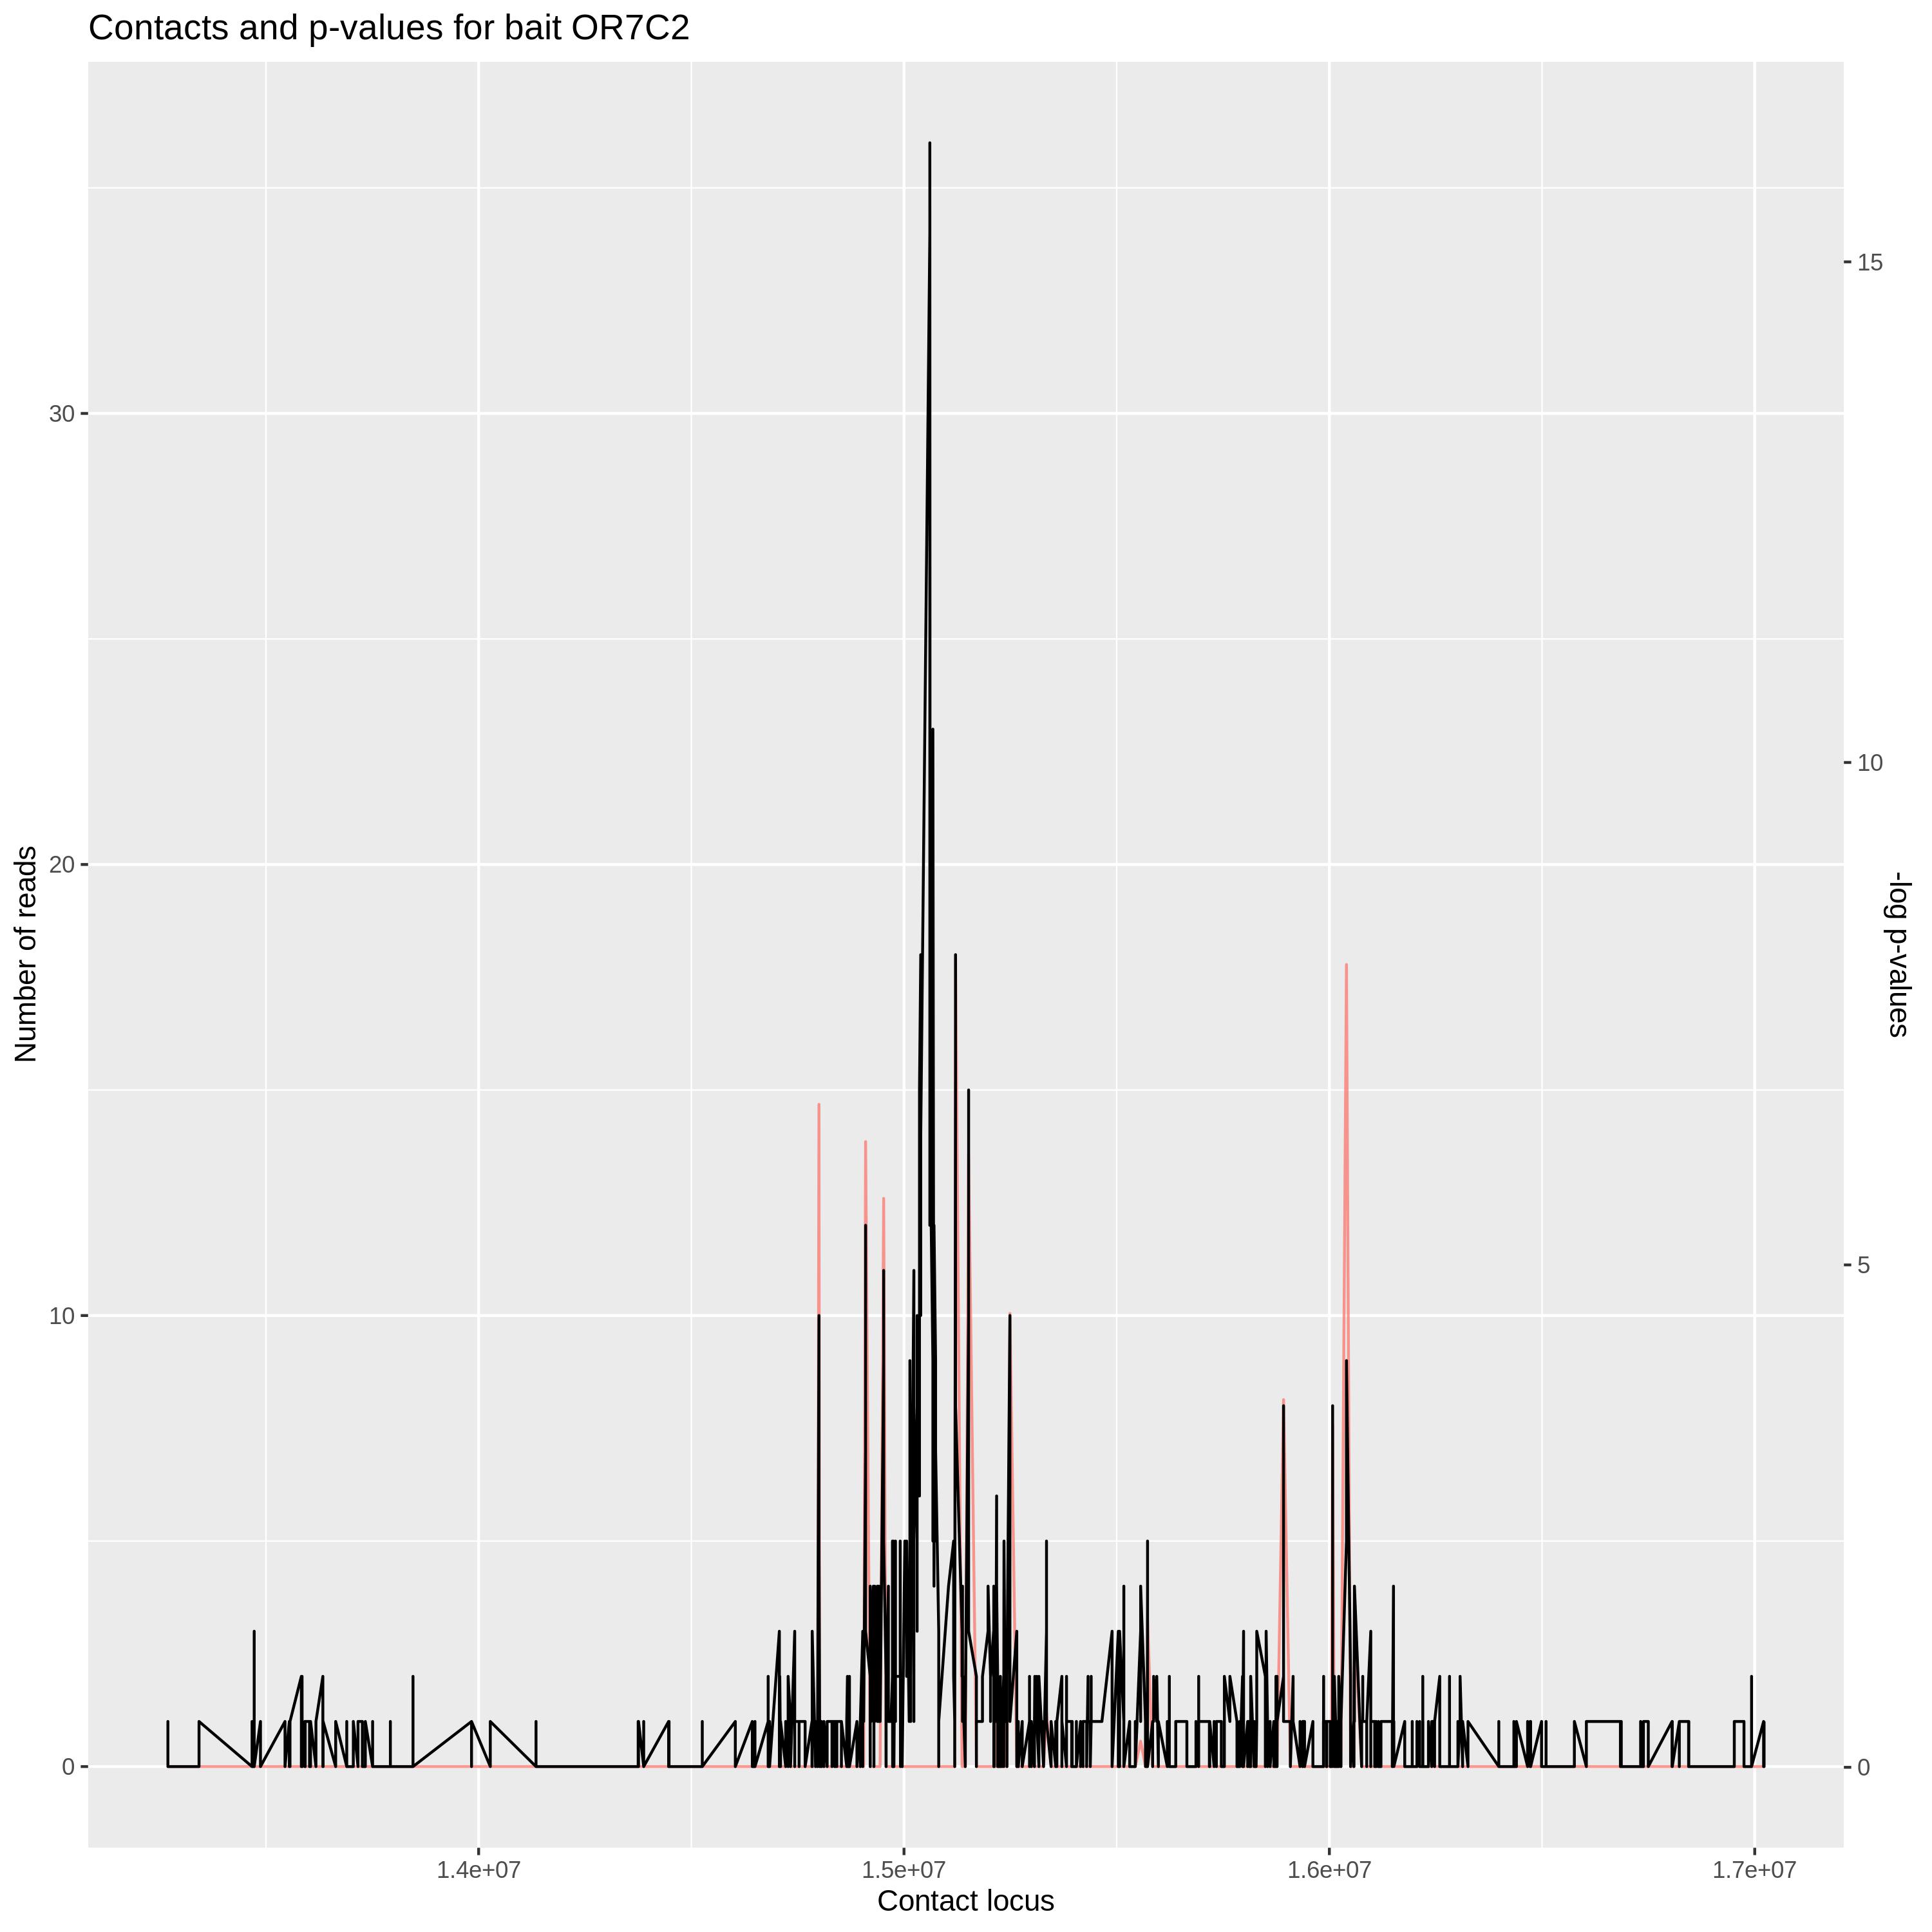 Contacts and p-values for bait OR7C2
Number of reads
30
20
10
0
15
10
5
0
-log p-values
1.4e+07 1.5e+07 1.6e+07 1.7e+07
Contact locus